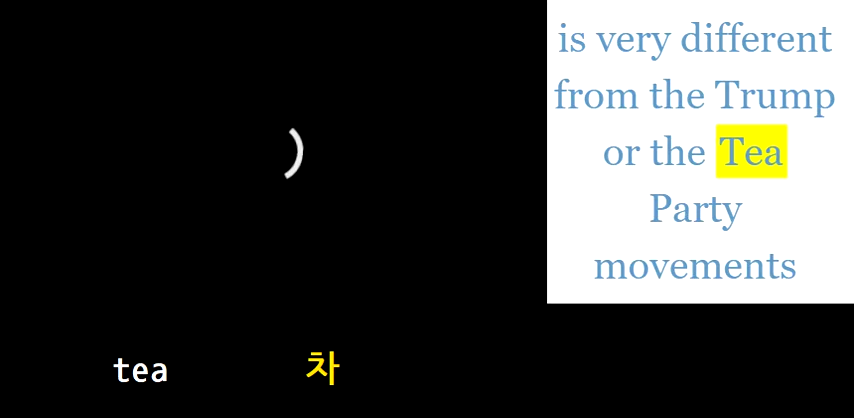 is very different
from the Trump
or the Tea
Party
movements
tea 차